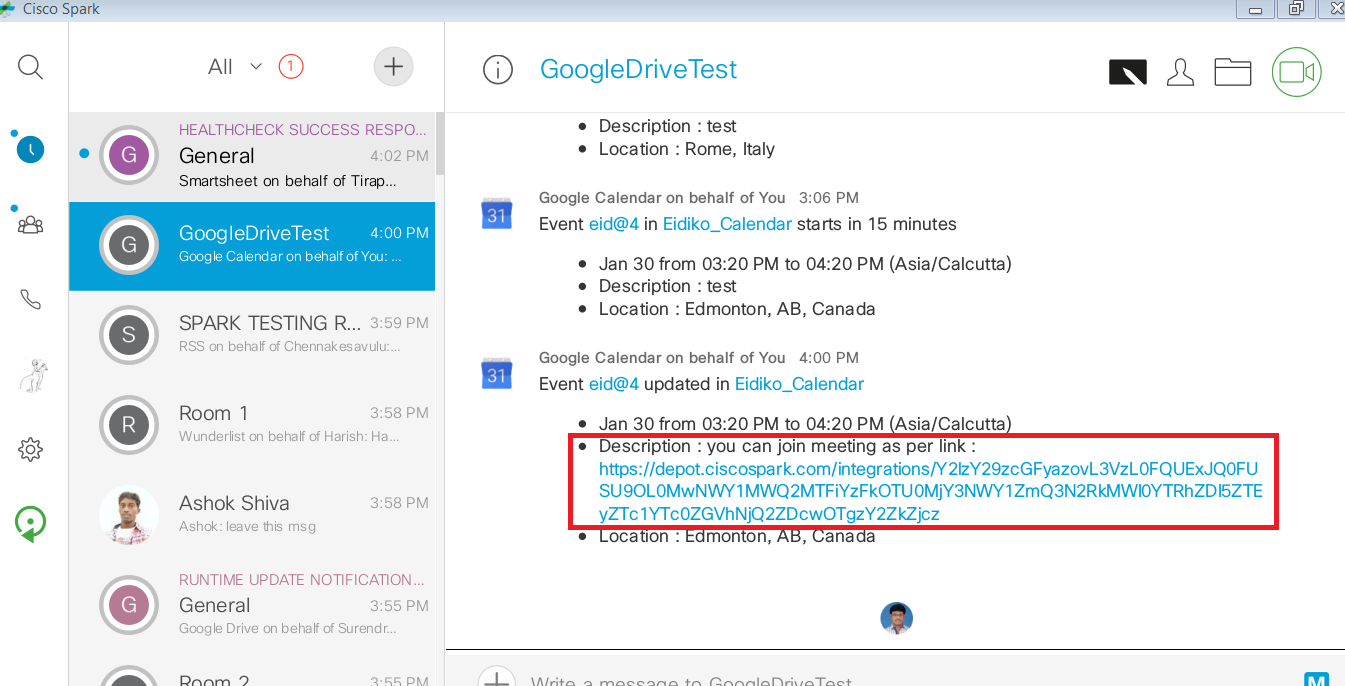 Cisco Spark
All
1
HEALTHCHECK SUCCESS RESPO...
G
General
4:02 PM
Smartsheet on behalf of Tirap...
G
GoogleDriveTest
4:00 PM
Google Calendar on behalf of You: ...
S
SPARK TESTING R...
3:59 PM
RSS on behalf of Chennakesavulu:...
R
Room 1
3:58 PM
Wunderlist on behalf of Harish: Ha...
Ashok Shiva
3:55 PM
Ashok: leave this msg
RUNTIME UPDATE NOTIFICATION...
G
General
3:55 PM
Google Drive on behalf of Surendr...
Room 2
3:55 PM
GoogleDriveTest
• Description : test
• Location : Rome, Italy
31
Google Calendar on behalf of You 3:06 PM
Event eid@4 in Eidiko_Calendar starts in 15 minutes
• Jan 30 from 03:20 PM to 04:20 PM (Asia/Calcutta)
• Description : test
• Location : Edmonton, AB, Canada
31
Google Calendar on behalf of You 4:00 PM
Event eid@4 updated in Eidiko_Calendar
• Jan 30 from 03:20 PM to 04:20 PM (Asia/Calcutta)
• Description : you can join meeting as per link :
https://depot.ciscospark.com/integrations/Y2lzY29zcGFyazovL3VzL0FQUExJQ0FU
SU9OL0MwNWY1MWQ2MTFiYzFkOTU0MjY3NWY1ZmQ3N2RkMWI0YTRhZDI5ZTE
yZTc1YTc0ZGVhNjQ2ZDcwOTgzY2ZkZjcz
• Location : Edmonton, AB, Canada
Write a message to GoogleDriveTest
M